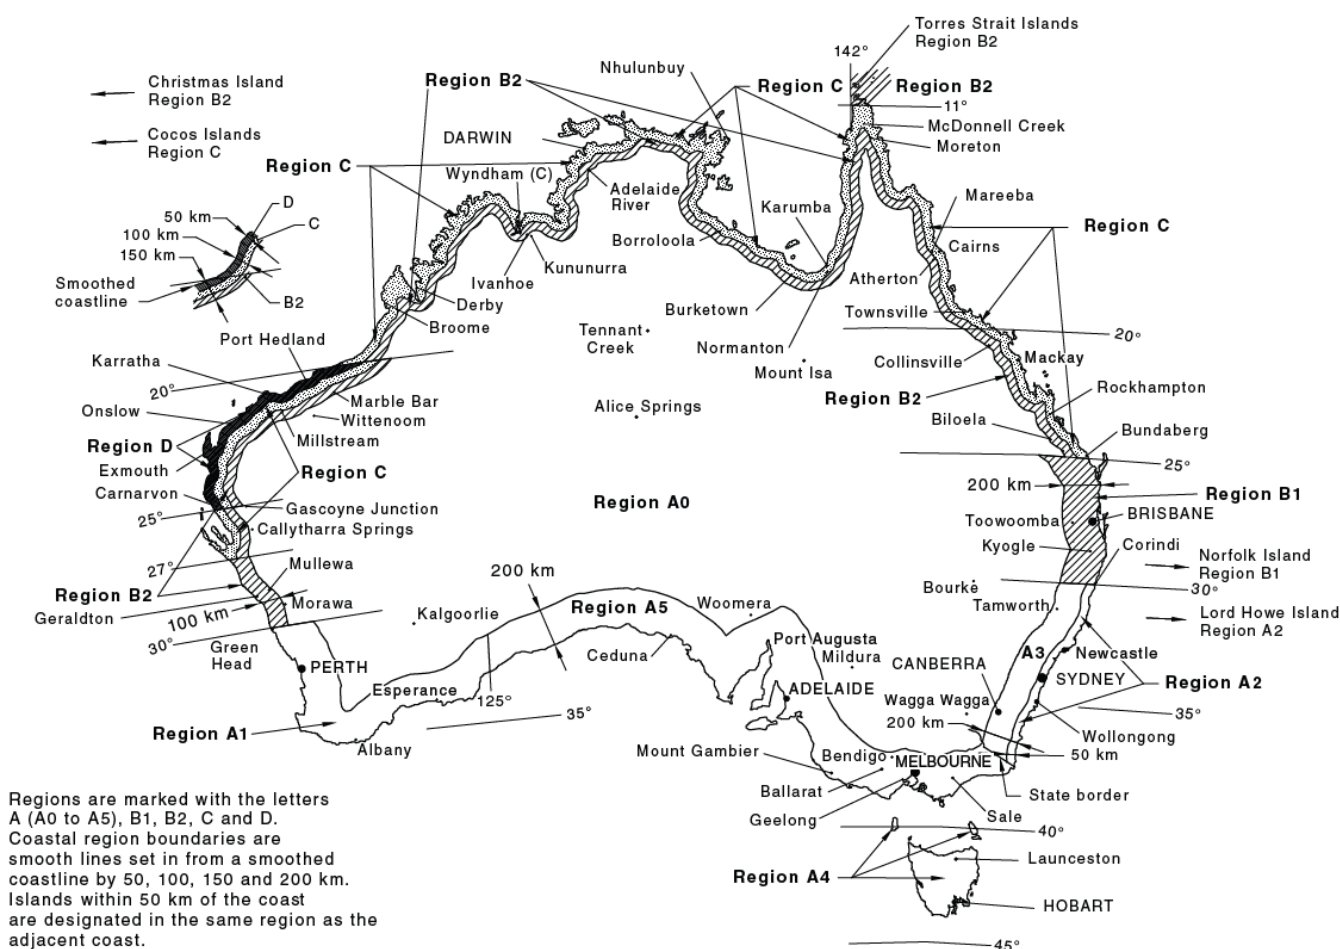 Torres Strait Islands
Region B2
142°
Nhulunbuy
Christmas Island
Region B2
Region B2
Region C
Region B2
11°
Cocos Islands
Region C
DARWIN
McDonnell Creek
Moreton
Region C
Wyndham (C)
Adelaide
River
Mareeba
D
50 km
C
100 km
150 km
Karumba
Region C
Borroloola
Cairns
Kununurra
Ivanhoe
Atherton
Smoothed
coastline
B2
Derby
Broome
Burketown
Townsville
Port Hedland
Tennant
Creek
20°
Normanton
Collinsville
Mackay
Karratha
Mount Isa
20°
Marble Bar
Rockhampton
Region B2
Onslow
Wittenoom
Alice Springs
Biloela
Millstream
Bundaberg
Region D
Exmouth
Region C
25°
Carnarvon
200 km
Region B1
Region A0
Gascoyne Junction
25°
Callytharra Springs
Toowoomba
BRISBANE
Kyogle
Corindi
Norfolk Island
Region B1
27°
Mullewa
200 km
Bourke
30°
Region B2
Morawa
Region A5
Woomera
Tamworth
Lord Howe Island
Region A2
Geraldton
100 km
Kalgoorlie
30°
Green
Head
Port Augusta
Mildura
Ceduna
A3
Newcastle
PERTH
CANBERRA
SYDNEY
Region A2
Esperance
125°
ADELAIDE
Wagga Wagga
35°
35°
200 km
Region A1
Albany
Wollongong
Mount Gambier
Bendigo
MELBOURNE
50 km
Ballarat
State border
Geelong
Sale
40°
Launceston
Region A4
HOBART
45°
Regions are marked with the letters
A (A0 to A5), B1, B2, C and D.
Coastal region boundaries are
smooth lines set in from a smoothed
coastline by 50, 100, 150 and 200 km.
Islands within 50 km of the coast
are designated in the same region as the
adjacent coast.